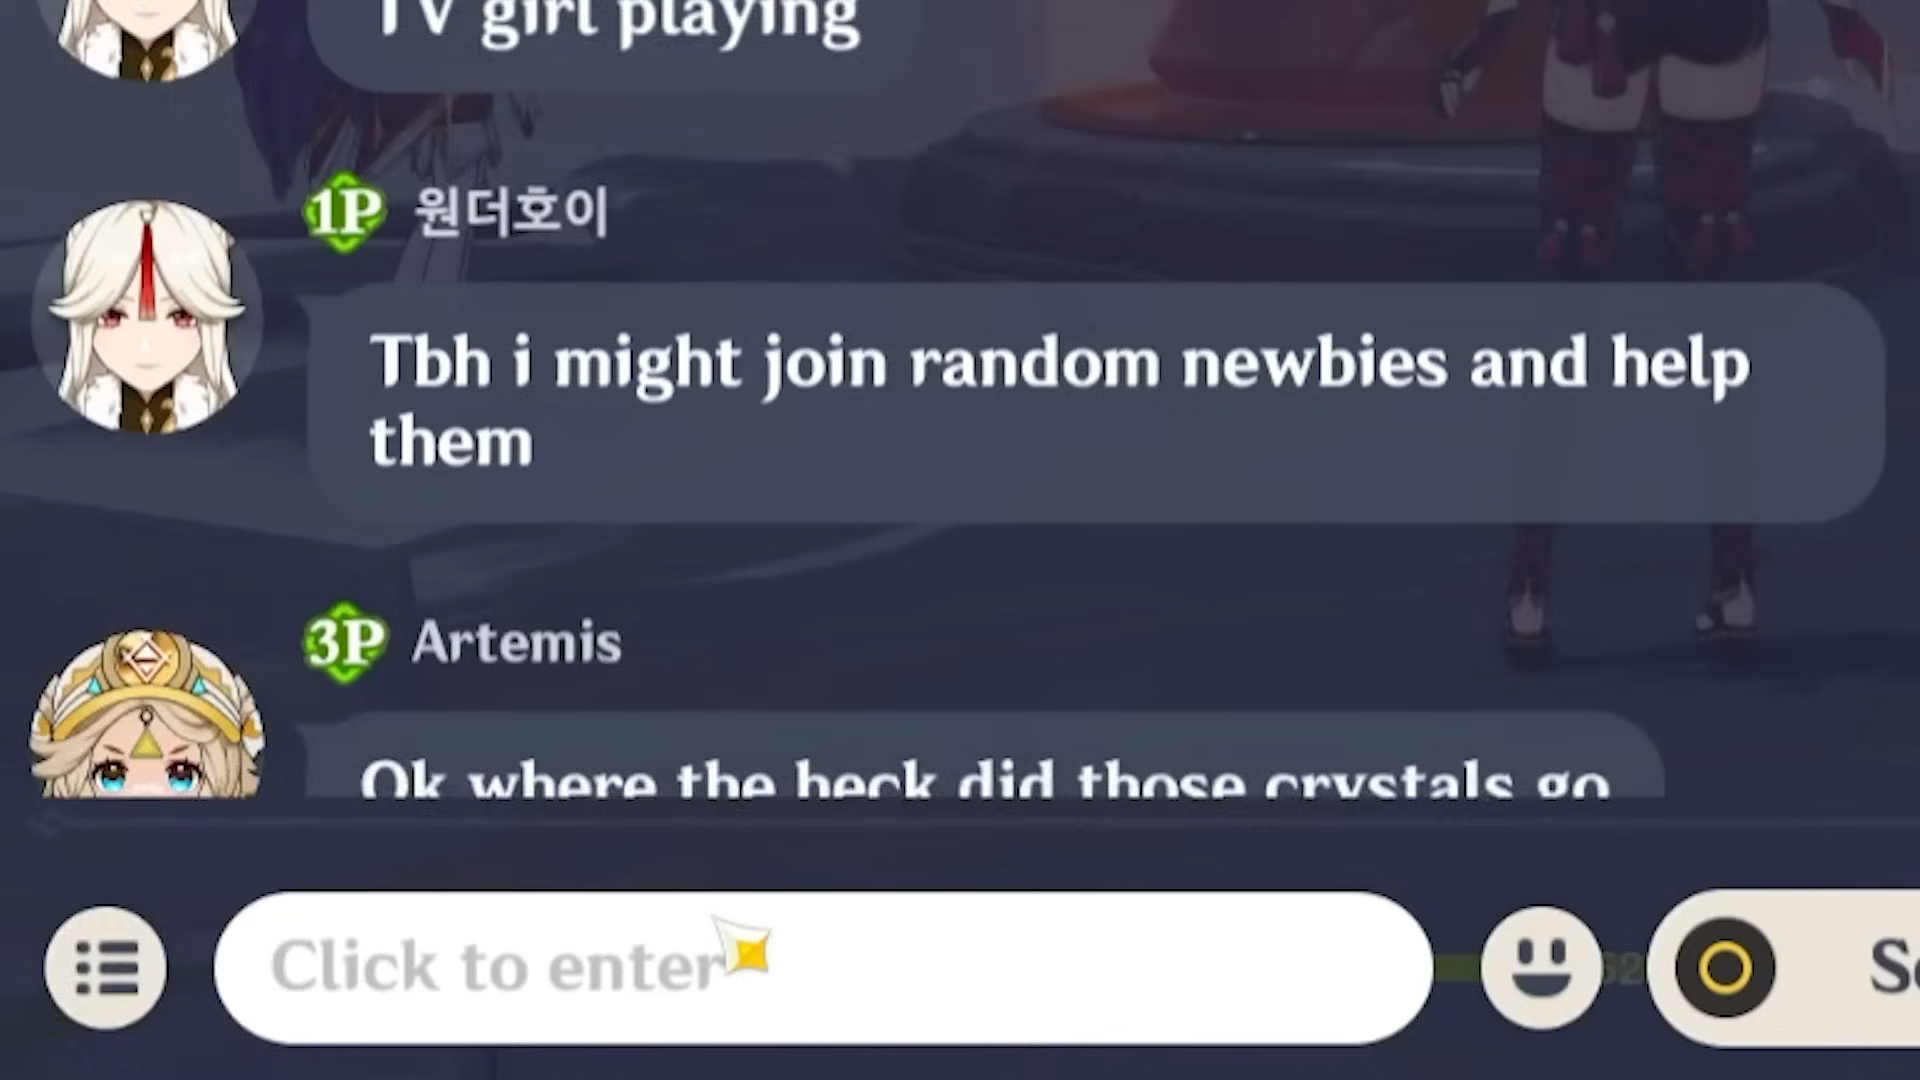 TV girl playing
1P 원더호이
Tbh i might join random newbies and help
them
3P Artemis
Ok where the heck did those crystals go
Click to enter